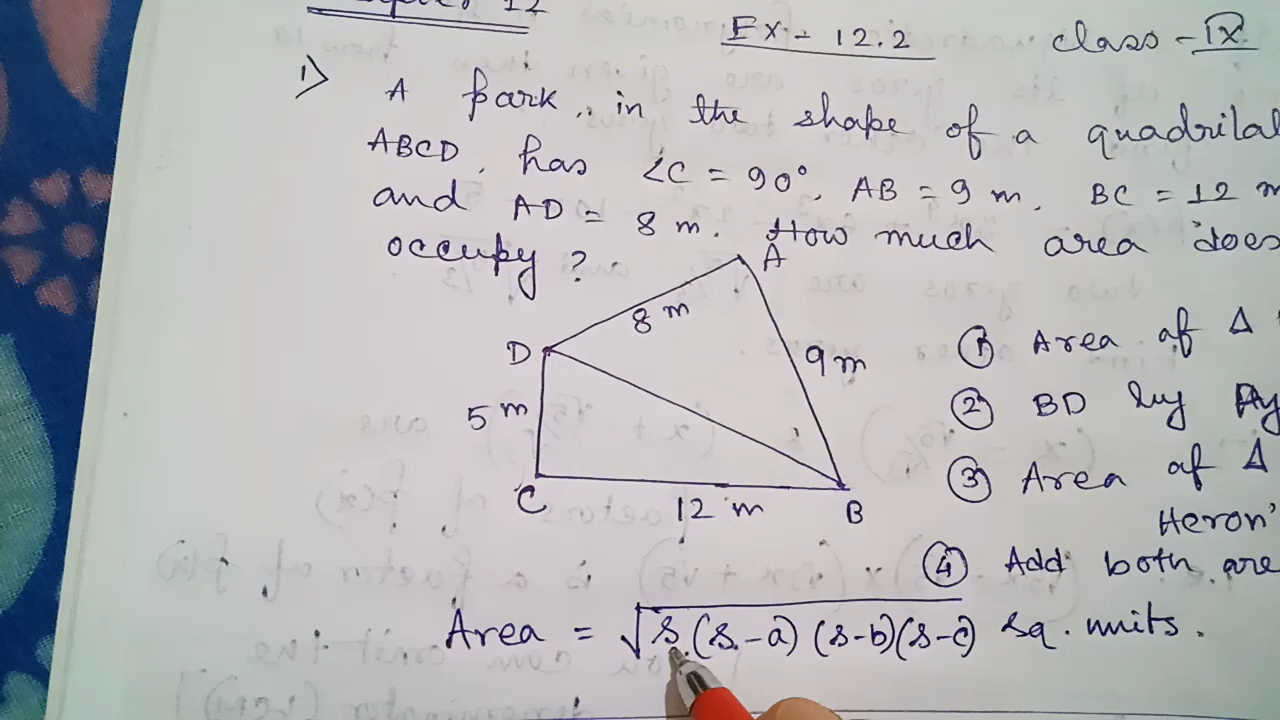 12
Ex - 12.2
class - IX
1) A park, in the shape of a quadrilat
ABCD, has ∠C = 90°, AB = 9 m, BC = 12 m
and AD = 8 m. How much area does
occupy?
A
8 m
D
9 m
5 m
C
12 m
B
① Area of Δ
② BD by Py
③ Area of Δ
Heron's
④ Add both are
Area = √s(s-a)(s-b)(s-c) sq. units.